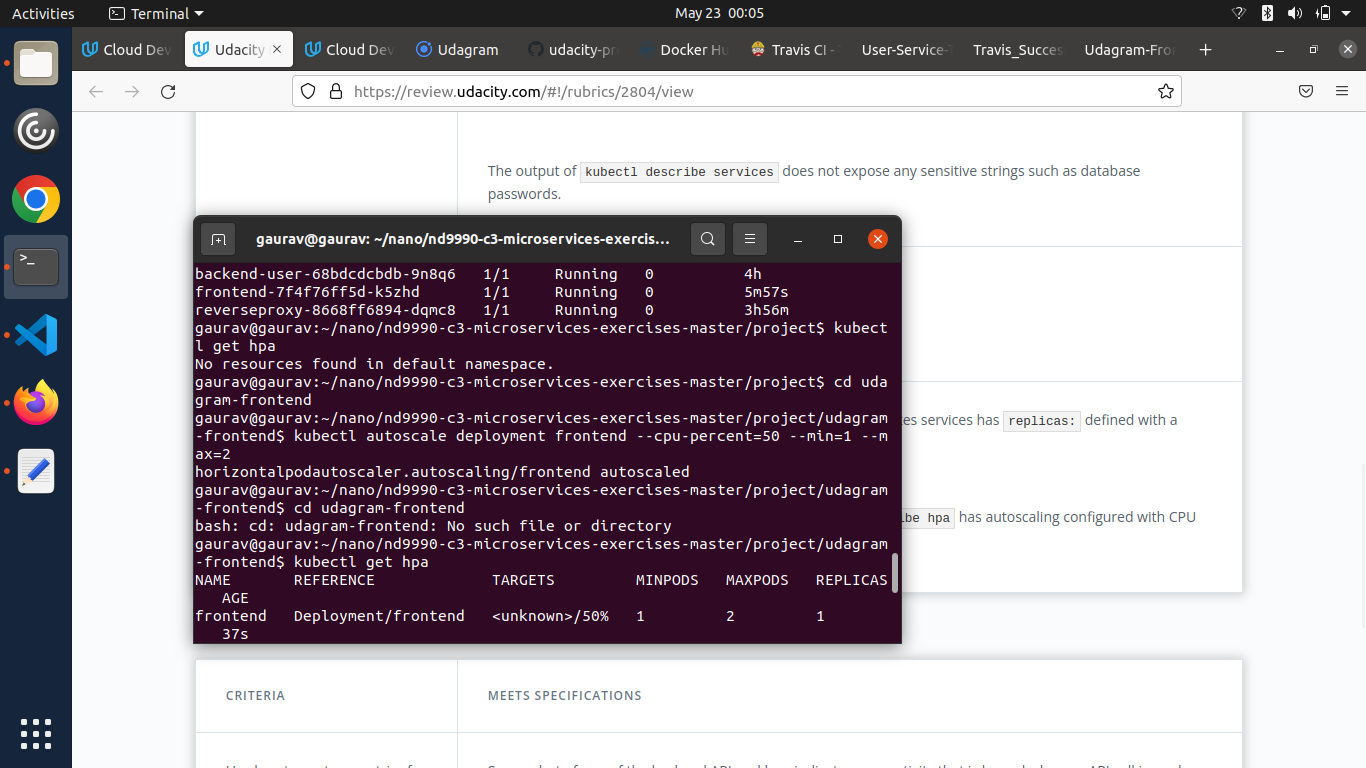 Activities
Terminal
May 23 00:05
Cloud Dev
Udacity
Cloud Dev
Udagram
udacity-pr
Docker Hu
Travis CI -
User-Service-
Travis_Succes
Udagram-Fro
https://review.udacity.com/#!/rubrics/2804/view
The output of kubectl describe services does not expose any sensitive strings such as database
passwords.
gaurav@gaurav: ~/nano/nd9990-c3-microservices-exercis...
backend-user-68bdcdcbdb-9n8q6 1/1 Running 0 4h
frontend-7f4f76ff5d-k5zhd 1/1 Running 0 5m57s
reverseproxy-8668ff6894-dqmc8 1/1 Running 0 3h56m
gaurav@gaurav:~/nano/nd9990-c3-microservices-exercises-master/project$ kubect
l get hpa
No resources found in default namespace.
gaurav@gaurav:~/nano/nd9990-c3-microservices-exercises-master/project$ cd uda
gram-frontend
gaurav@gaurav:~/nano/nd9990-c3-microservices-exercises-master/project/udagram
-frontend$ kubectl autoscale deployment frontend --cpu-percent=50 --min=1 --m
ax=2
horizontalpodautoscaler.autoscaling/frontend autoscaled
gaurav@gaurav:~/nano/nd9990-c3-microservices-exercises-master/project/udagram
-frontend$ cd udagram-frontend
bash: cd: udagram-frontend: No such file or directory
gaurav@gaurav:~/nano/nd9990-c3-microservices-exercises-master/project/udagram
-frontend$ kubectl get hpa
NAME REFERENCE TARGETS MINPODS MAXPODS REPLICAS
AGE
frontend Deployment/frontend <unknown>/50% 1 2 1
37s
es services has replicas: defined with a
ibe hpa has autoscaling configured with CPU
CRITERIA
MEETS SPECIFICATIONS